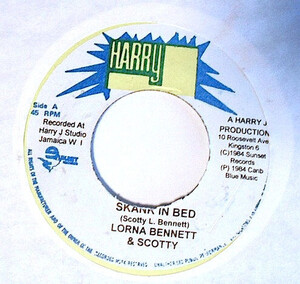 HARRY J
Side A
45 RPM
Recorded At
Harry J Studio
Jamaica W I
A HARRY J
PRODUCTION
10 Roosevelt Ave
Kingston 6
(C)1984 Sunset
Records
(P) 1964 Carib
Blue Music
SKANK IN BED
(Scotty L. Bennett)
LORNA BENNETT
& SCOTTY